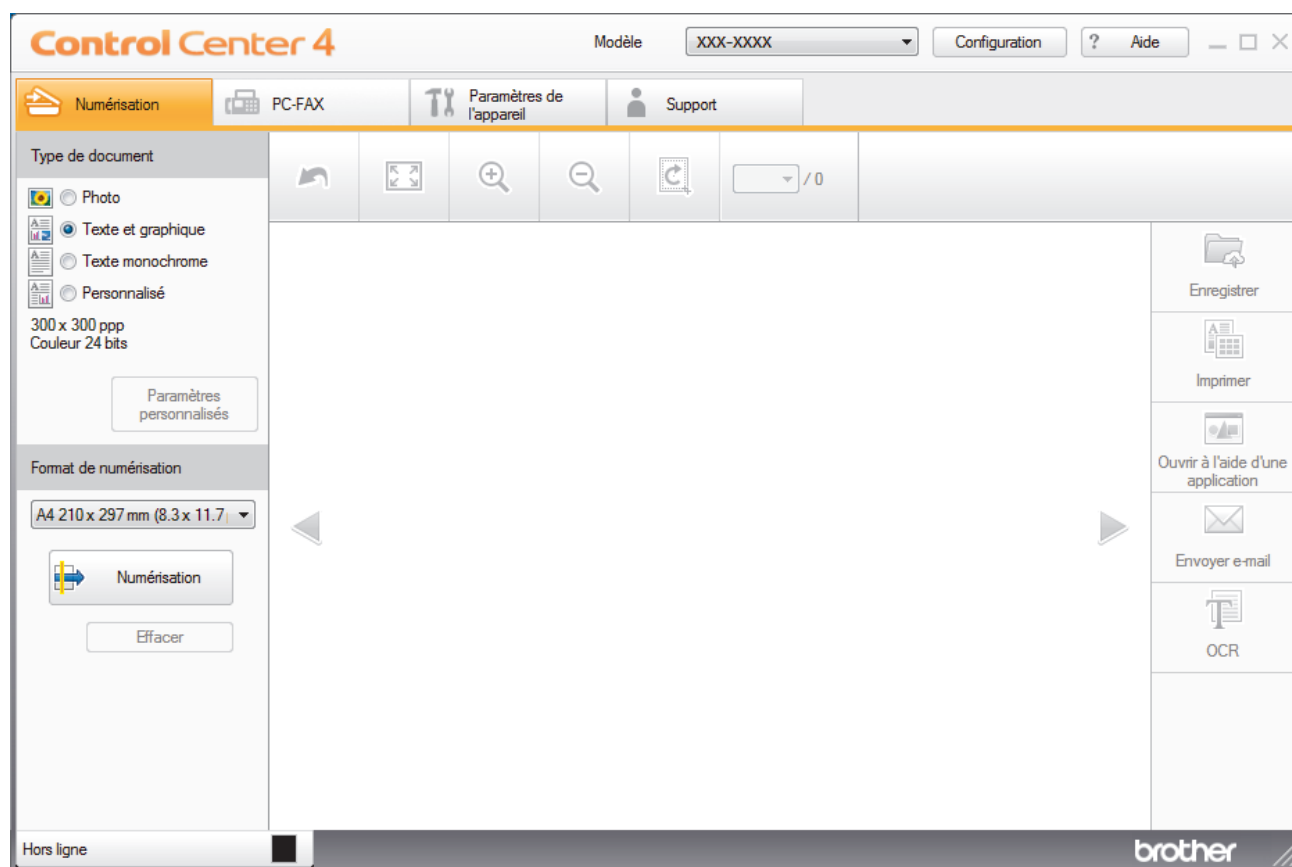 Control Center 4
Modèle
XXX-XXXX
Configuration
? Aide
Numérisation
PC-FAX
Paramètres de
l'appareil
Support
Type de document
/ 0
Photo
Texte et graphique
Texte monochrome
Personnalisé
300 x 300 ppp
Couleur 24 bits
Paramètres
personnalisés
Format de numérisation
A4 210 x 297 mm (8.3 x 11.7
Numérisation
Effacer
Enregistrer
Imprimer
Ouvrir à l'aide d'une
application
Envoyer e-mail
OCR
Hors ligne
brother